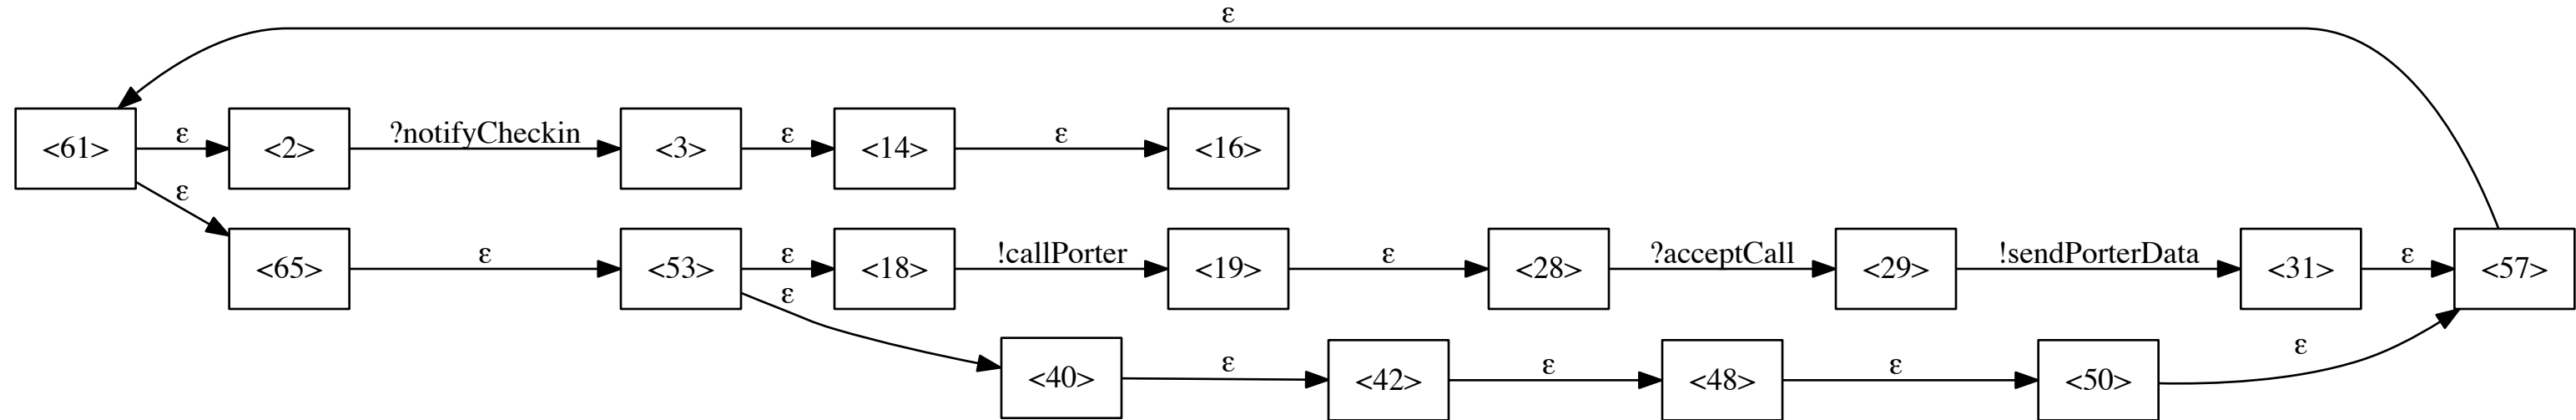 ε
<61> ε <2> ?notifyCheckin <3> ε <14> ε <16>
ε
<65> ε <53> ε <18> !callPorter <19> ε <28> ?acceptCall <29> !sendPorterData <31> ε <57>
ε
<40> ε <42> ε <48> ε <50> ε